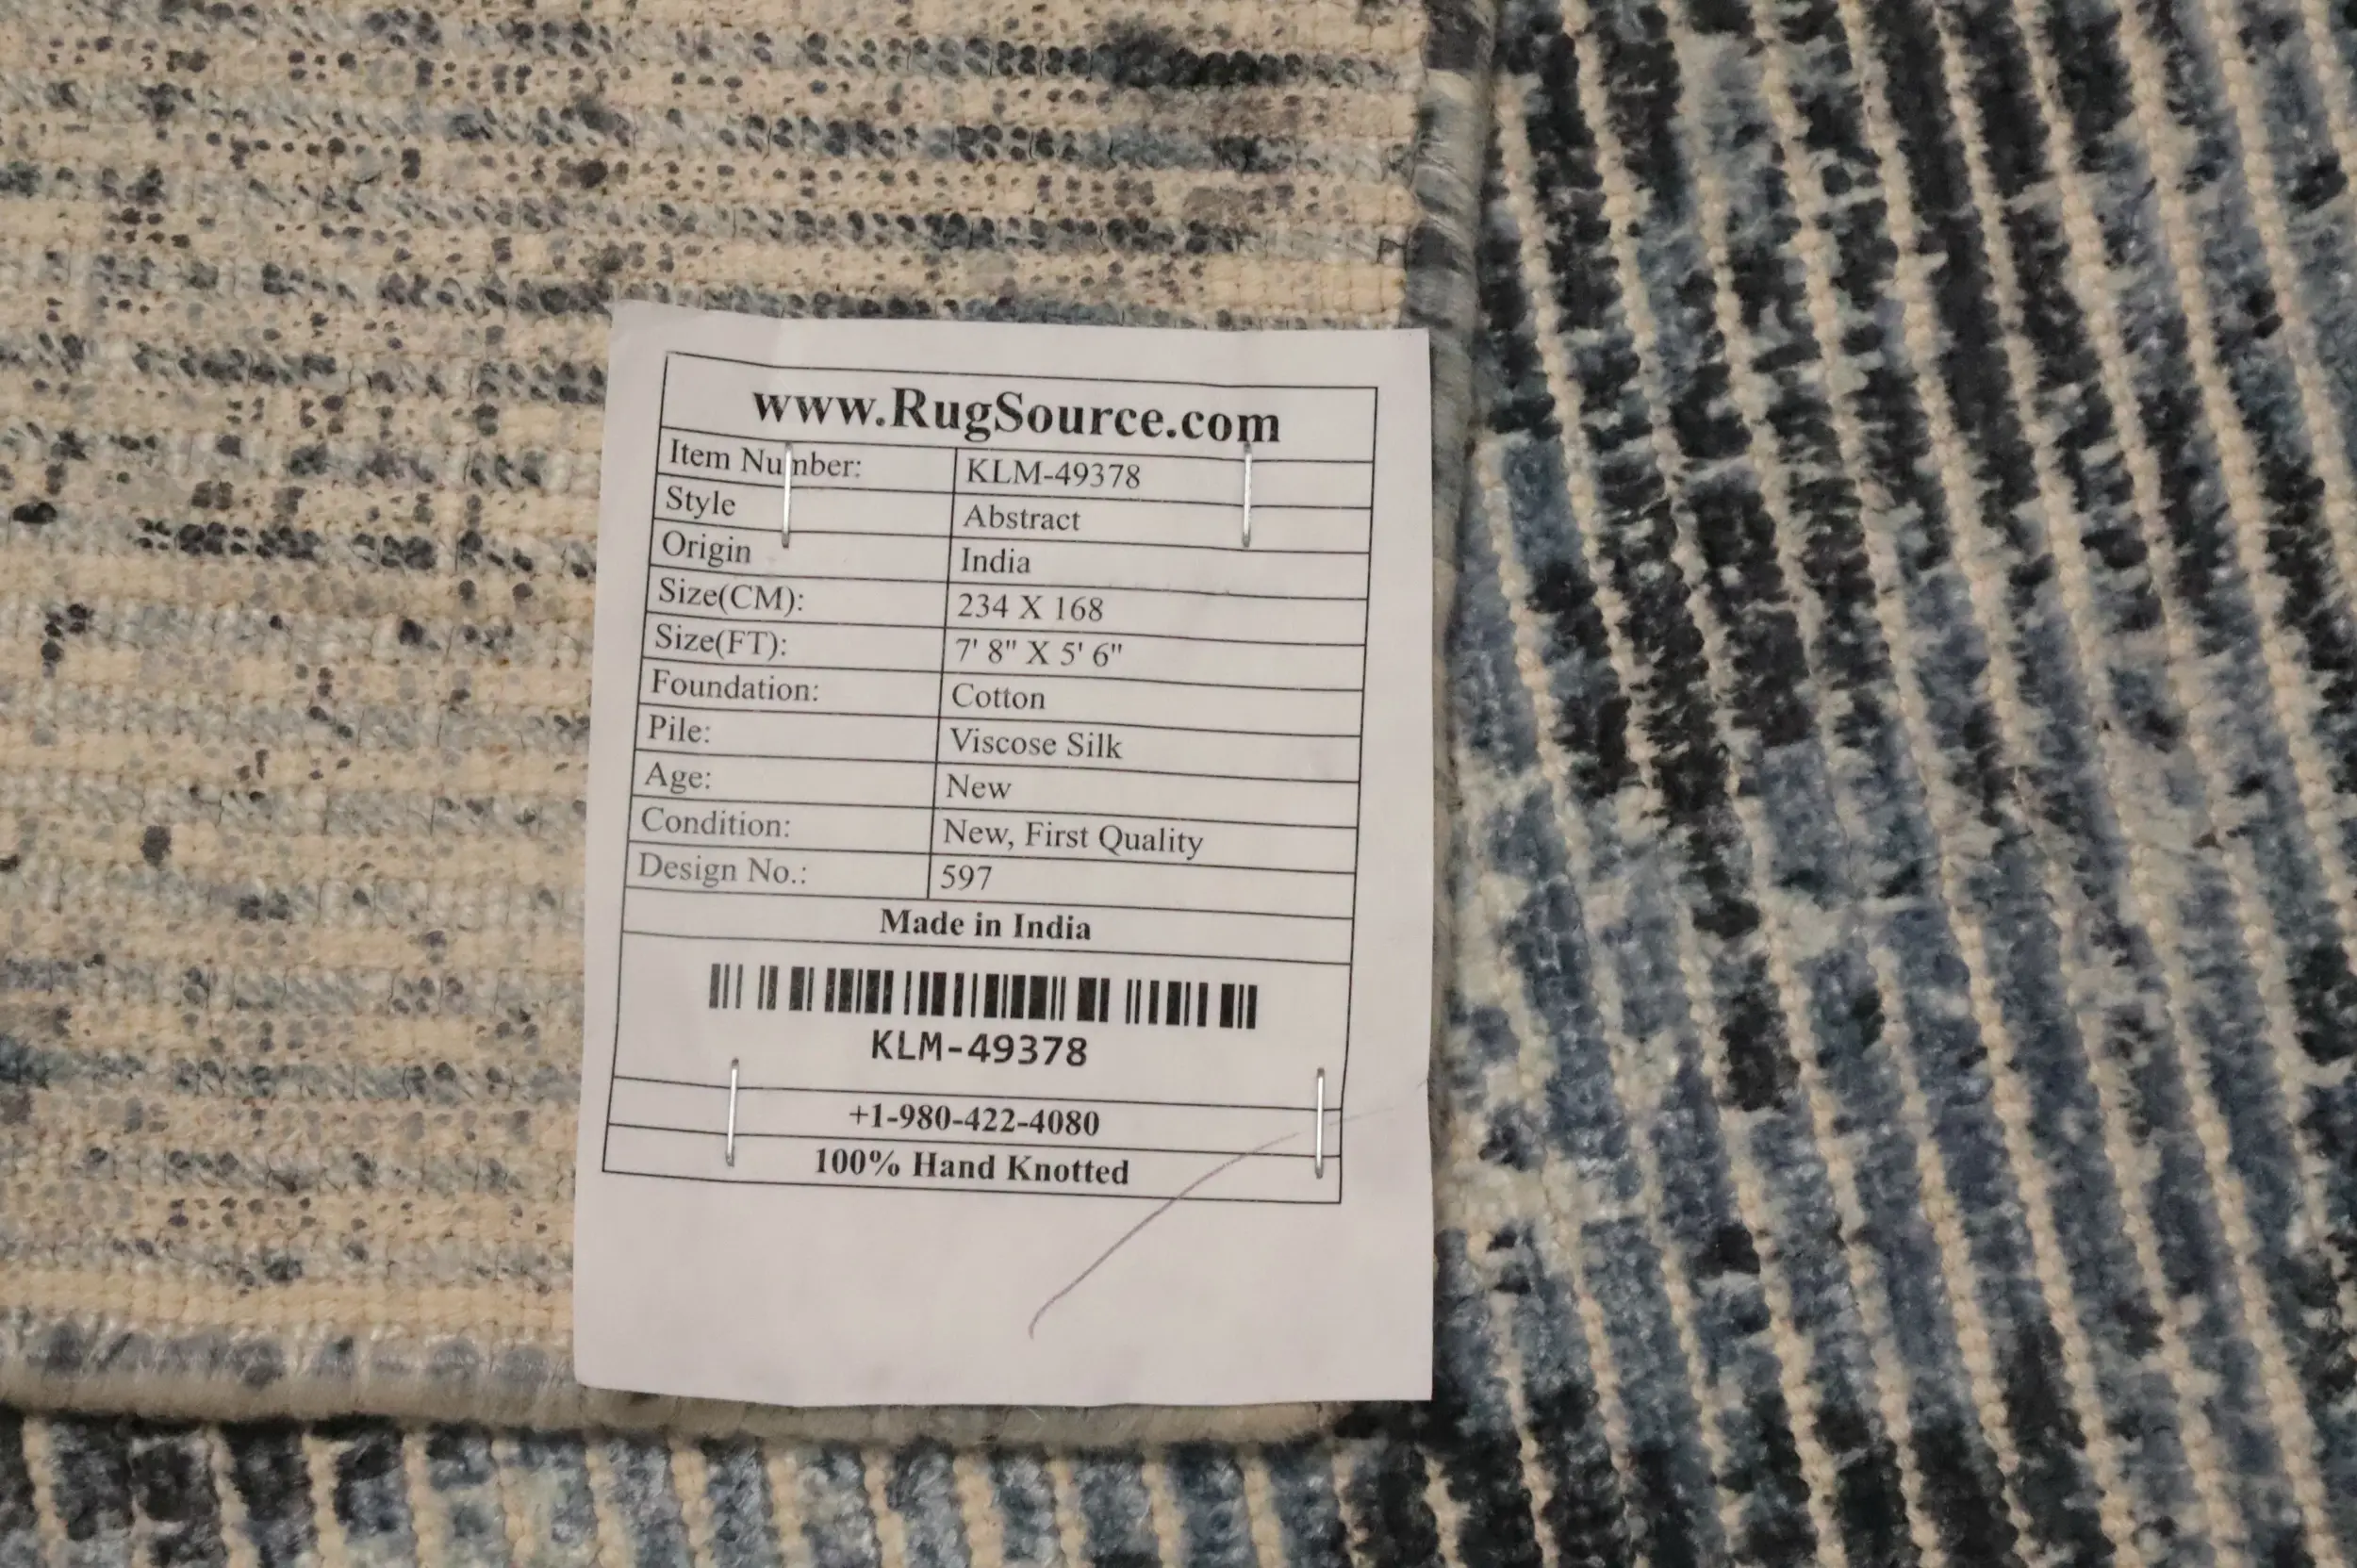 www.RugSource.com
Item Number: KLM-49378
Style Abstract
Origin India
Size(CM): 234 X 168
Size(FT): 7' 8" X 5' 6"
Foundation: Cotton
Pile: Viscose Silk
Age: New
Condition: New, First Quality
Design No.: 597
Made in India
KLM-49378
+1-980-422-4080
100% Hand Knotted